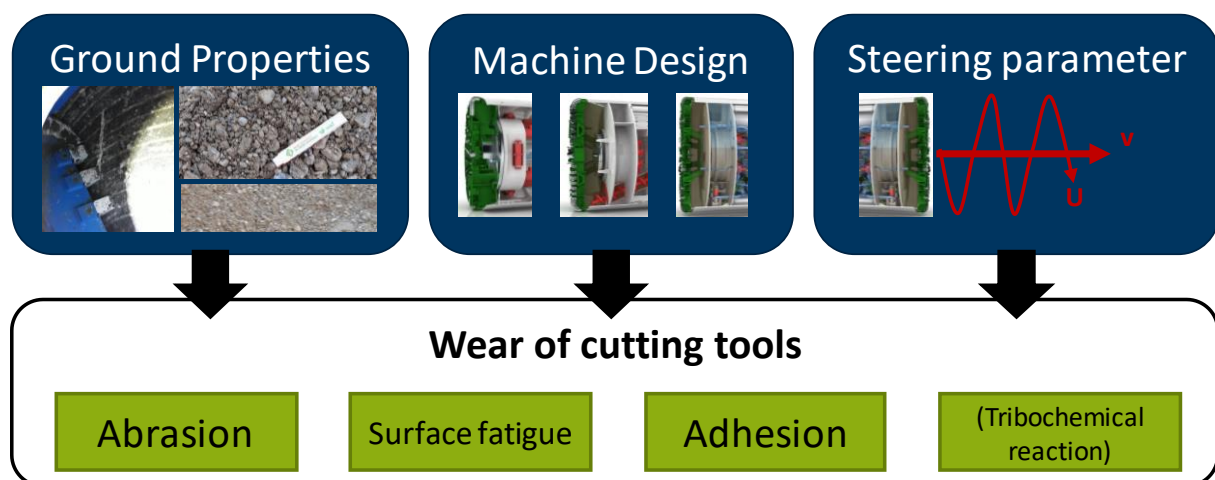 Ground Properties
Machine Design
Steering parameter
v
U
Wear of cutting tools
Abrasion
Surface fatigue
Adhesion
(Tribochemical
reaction)